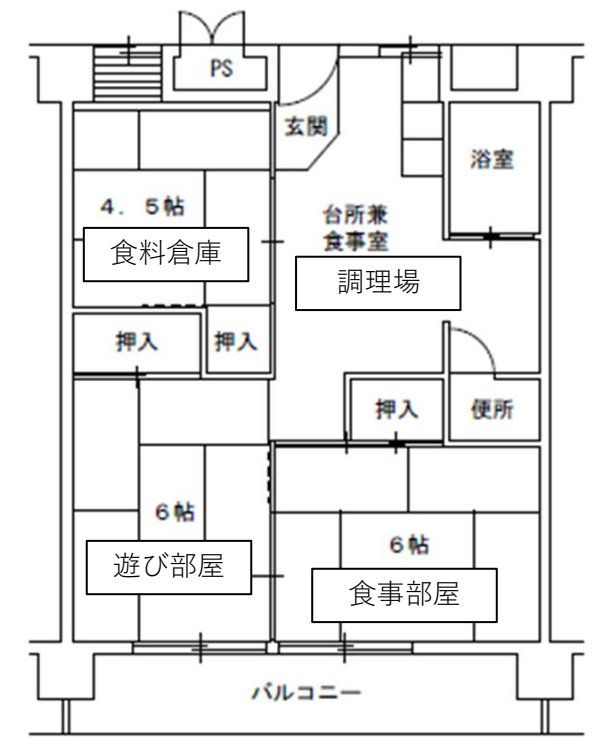 PS
玄関
浴室
4．5帖
食料倉庫
台所兼
食事室
調理場
押入
押入
押入
便所
6帖
遊び部屋
6帖
食事部屋
バルコニー